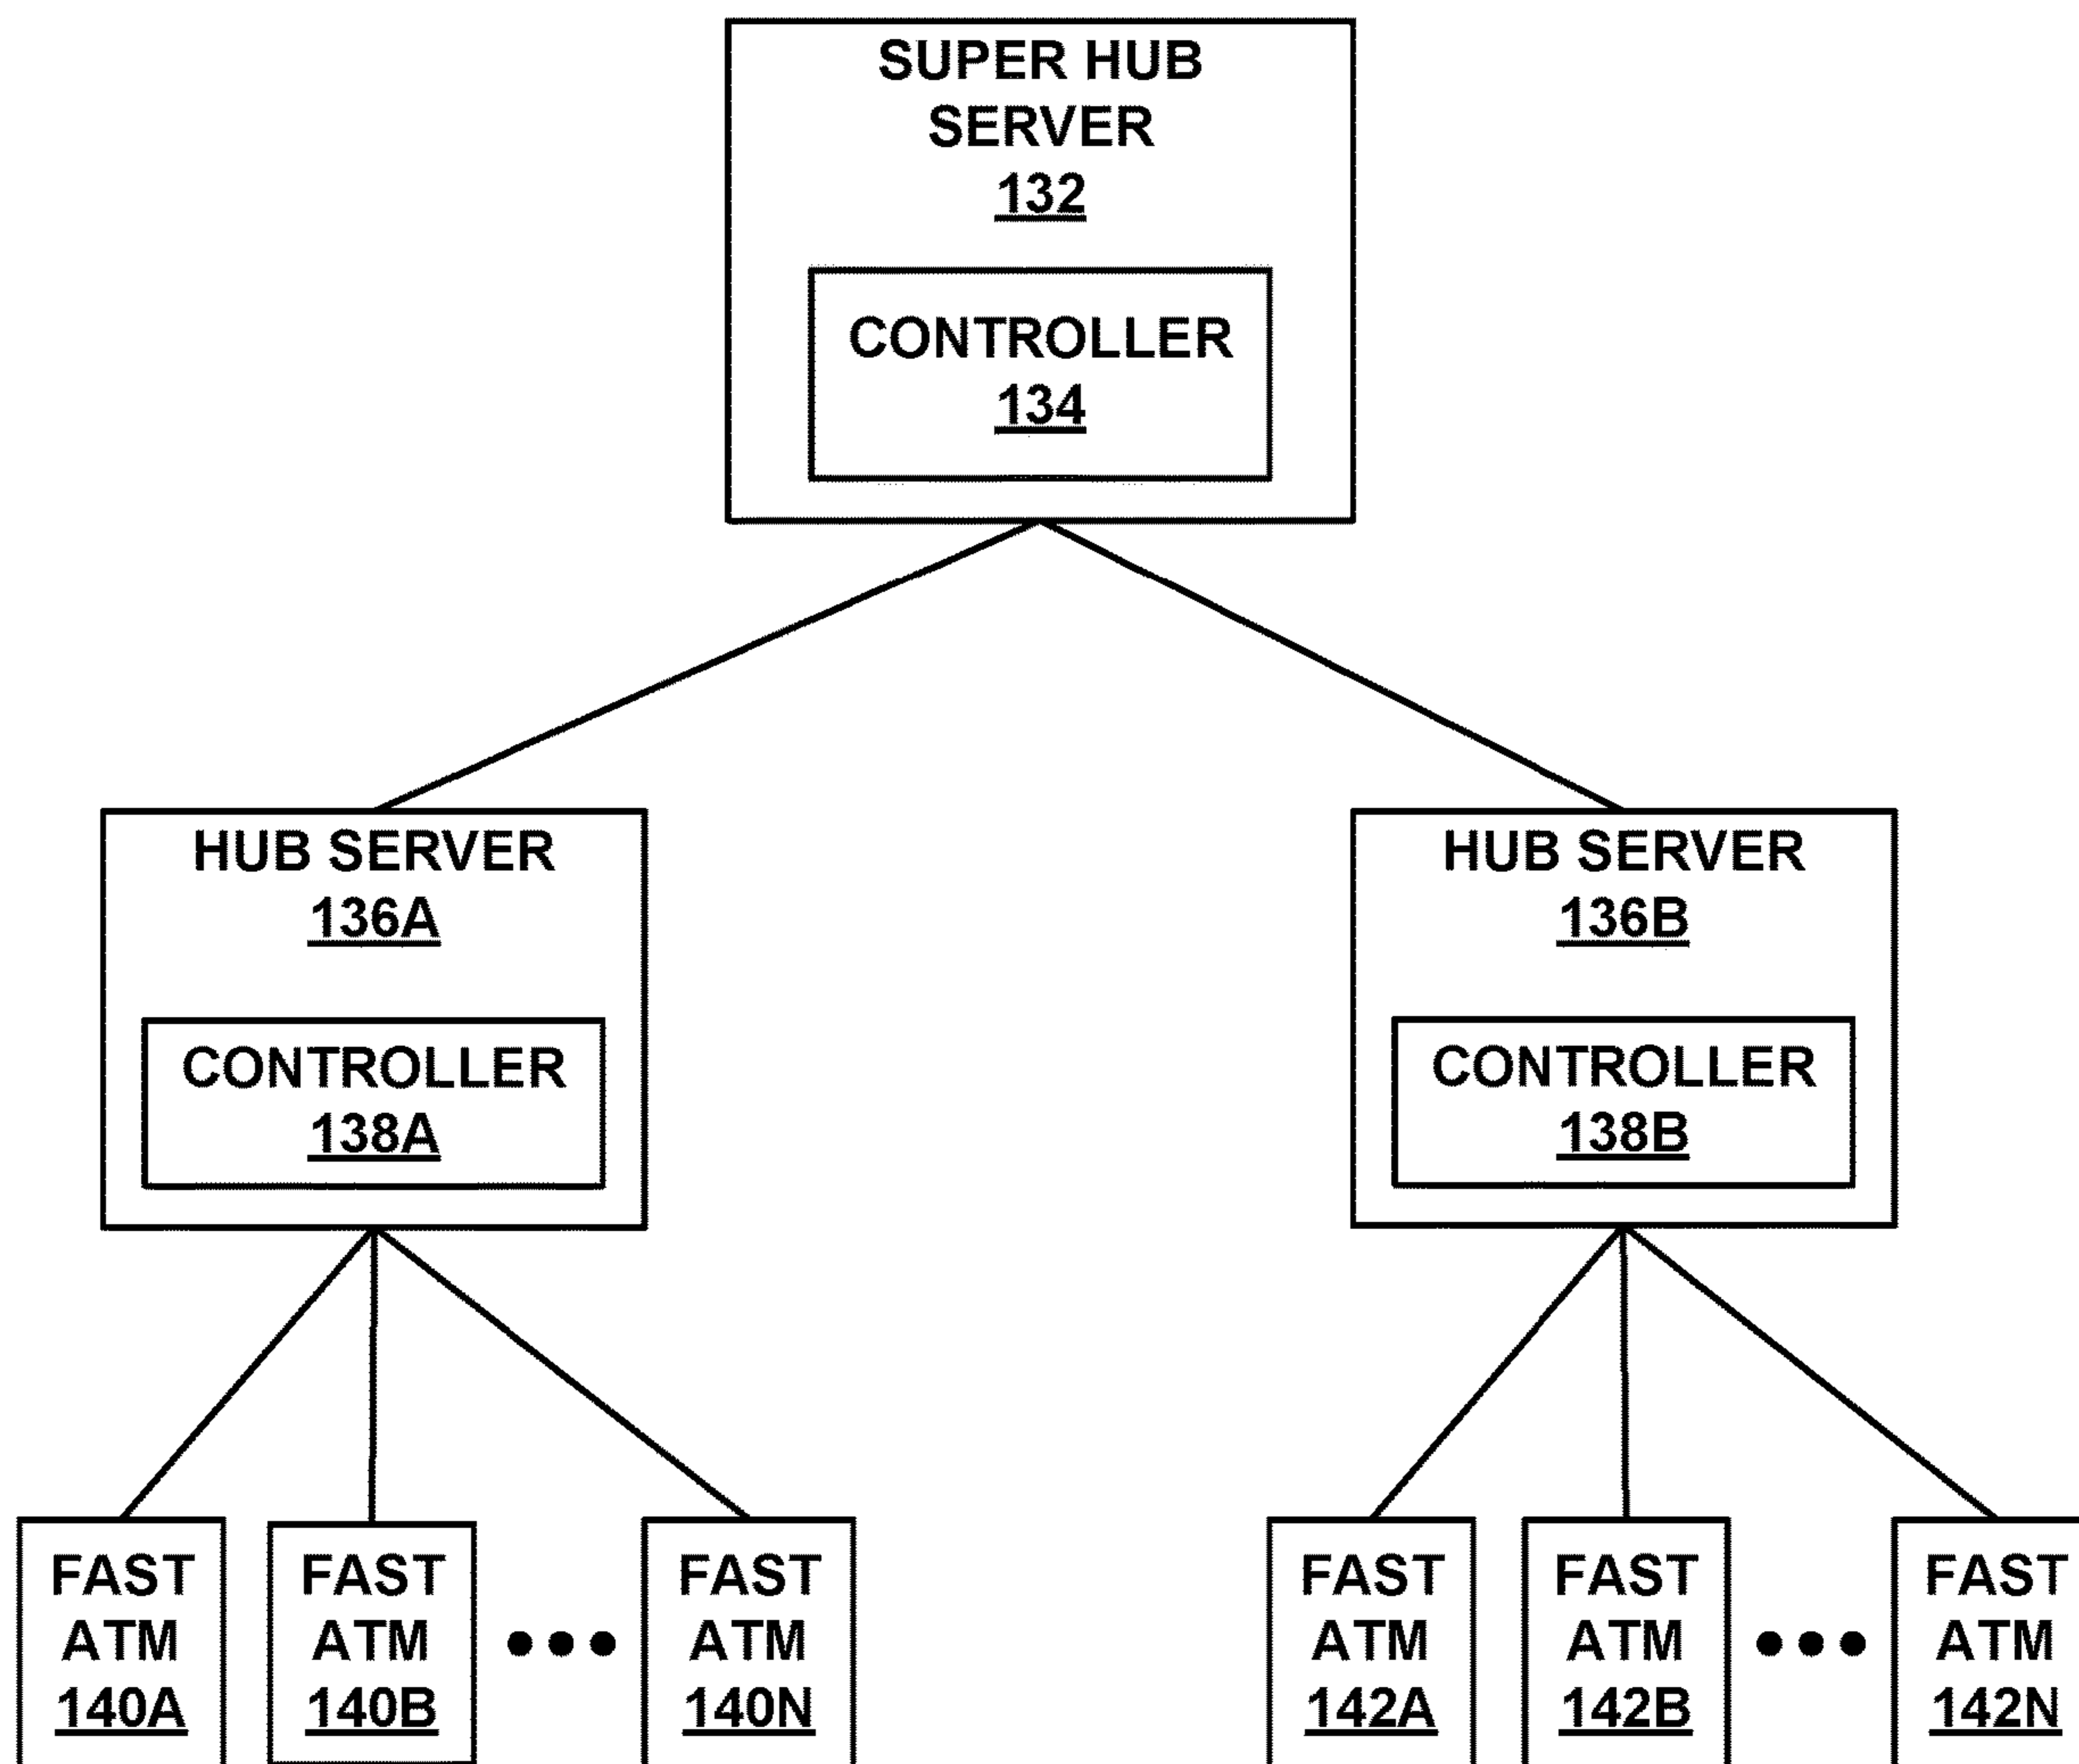 SUPER HUB
SERVER
132
CONTROLLER
134
HUB SERVER
136A
CONTROLLER
138A
HUB SERVER
136B
CONTROLLER
138B
FAST
ATM
140A
FAST
ATM
140B
FAST
ATM
140N
FAST
ATM
142A
FAST
ATM
142B
FAST
ATM
142N